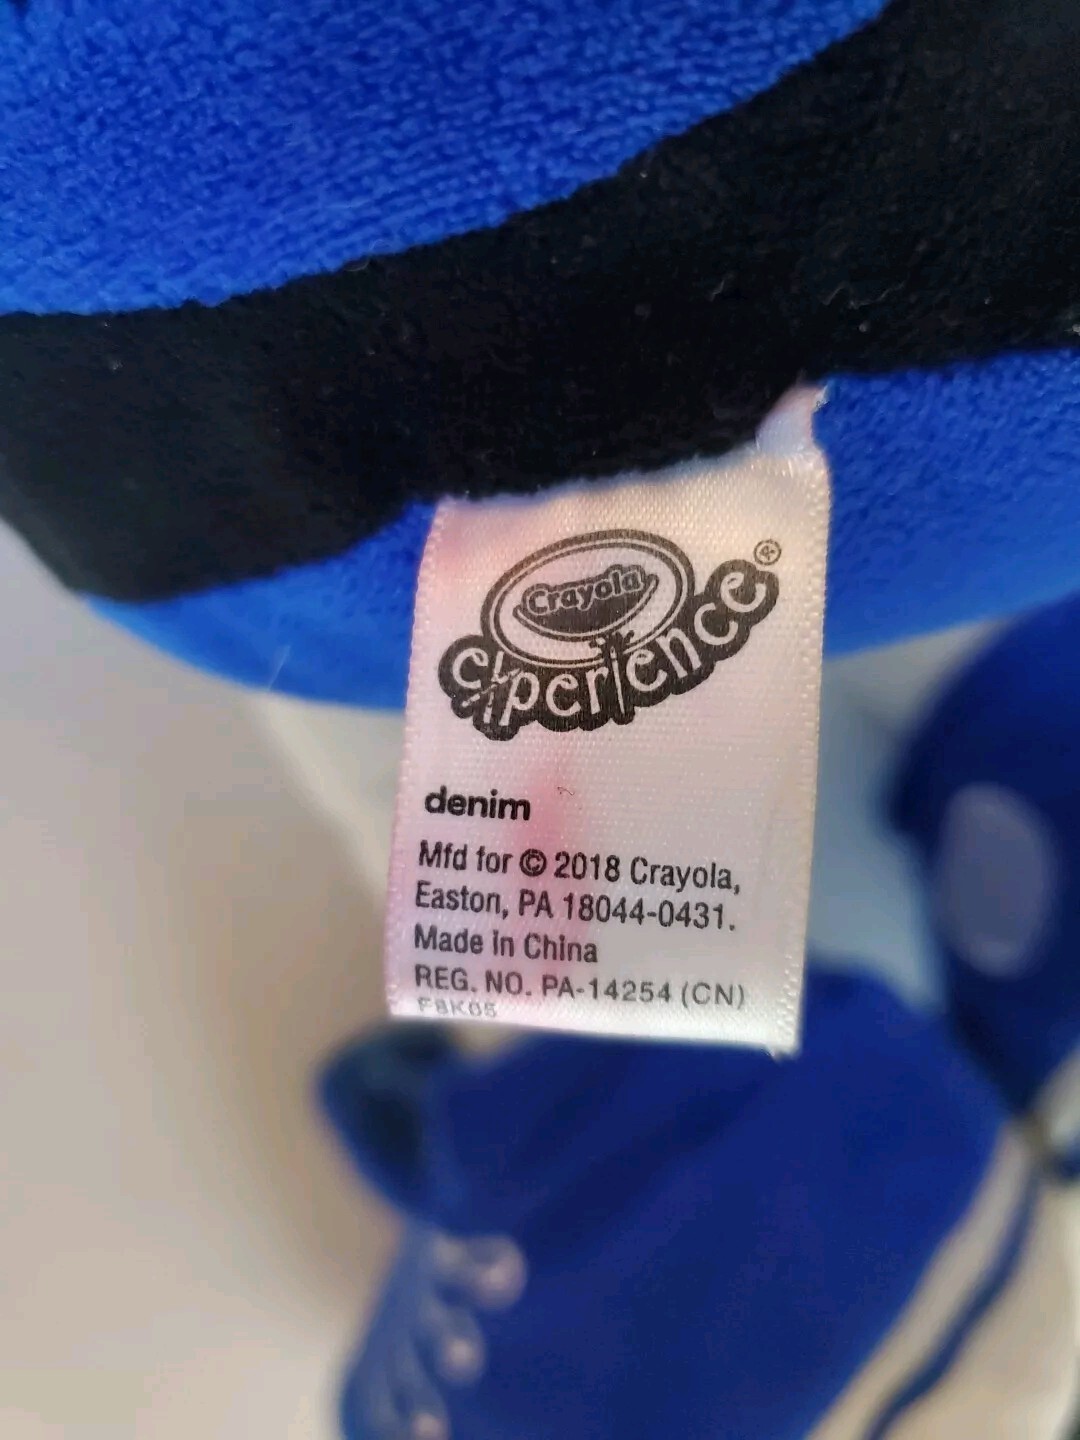 Crayola
experience®
denim
Mfd for © 2018 Crayola,
Easton, PA 18044-0431.
Made in China
REG. NO. PA-14254 (CN)
F8K05